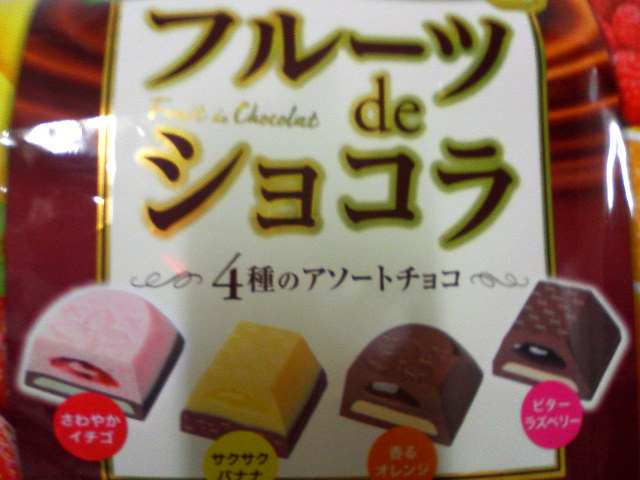 フルーツ
de
Fruit de Chocolat
ショコラ
4種のアソートチョコ
さわやか
イチゴ
サクサク
バナナ
香る
オレンジ
ビター
ラズベリー